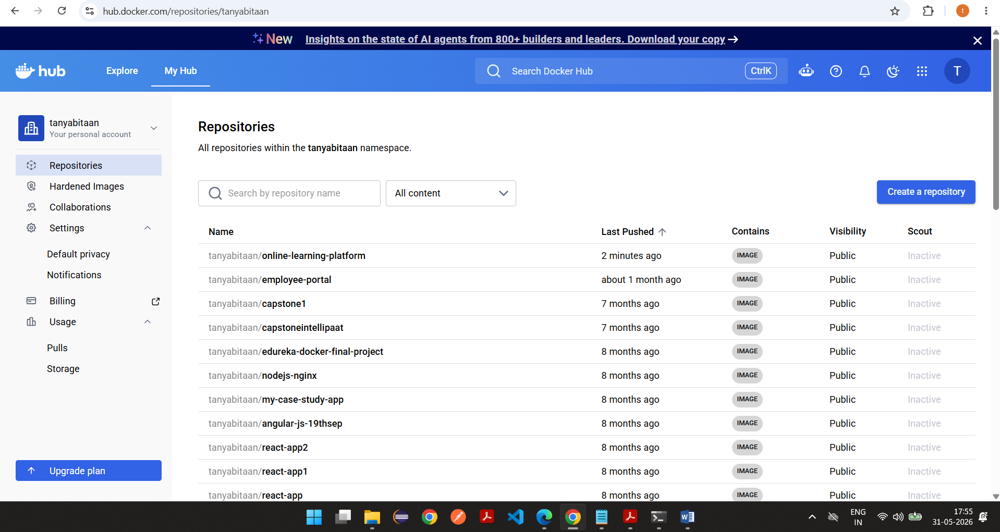 hub.docker.com/repositories/tanyabitaan
t
New Insights on the state of AI agents from 800+ builders and leaders. Download your copy →
hub
Explore
My Hub
Search Docker Hub
CtrlK
T
tanyabitaan
Your personal account
Repositories
Hardened Images
Collaborations
Settings
Default privacy
Notifications
Billing
Usage
Pulls
Storage
Upgrade plan
Repositories
All repositories within the tanyabitaan namespace.
Search by repository name
All content
Create a repository
Name Last Pushed Contains Visibility Scout
tanyabitaan/online-learning-platform 2 minutes ago IMAGE Public Inactive
tanyabitaan/employee-portal about 1 month ago IMAGE Public Inactive
tanyabitaan/capstone1 7 months ago IMAGE Public Inactive
tanyabitaan/capstoneintellipaat 7 months ago IMAGE Public Inactive
tanyabitaan/edureka-docker-final-project 8 months ago IMAGE Public Inactive
tanyabitaan/nodejs-nginx 8 months ago IMAGE Public Inactive
tanyabitaan/my-case-study-app 8 months ago IMAGE Public Inactive
tanyabitaan/angular-js-19thsep 8 months ago IMAGE Public Inactive
tanyabitaan/react-app2 8 months ago IMAGE Public Inactive
tanyabitaan/react-app1 8 months ago IMAGE Public Inactive
tanyabitaan/react-app 8 months ago IMAGE Public Inactive
ENG
IN
17:55
31-05-2026